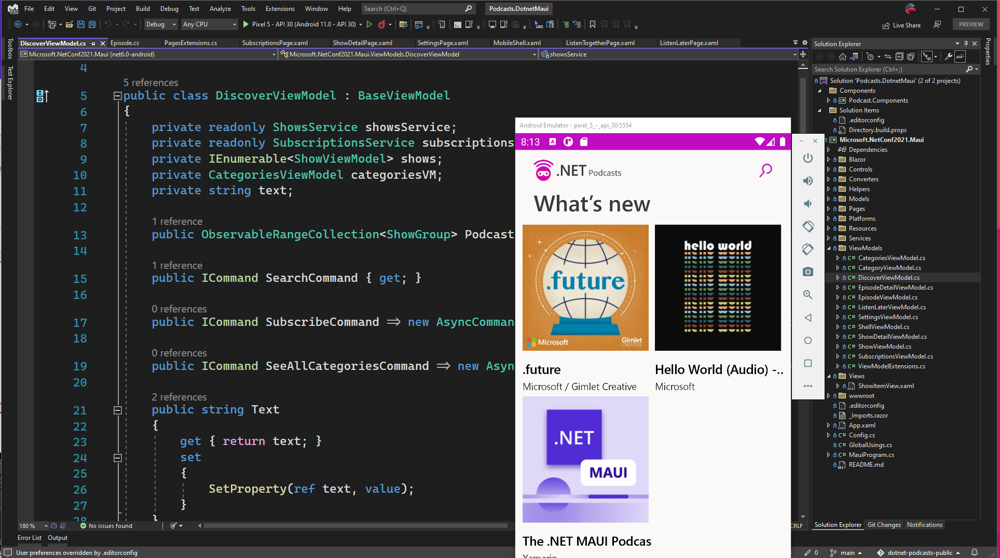 File Edit View Git Project Build Debug Test Analyze Tools Extensions Window Help Search (Ctrl+Q) Podcasts.DotnetMaui
PRE
Debug Any CPU Pixel 5 - API 30 (Android 11.0 - API 30) Live Share PREVIEW
DiscoverViewModel.cs Episode.cs PagesExtensions.cs SubscriptionsPage.xaml ShowDetailPage.xaml SettingsPage.xaml MobileShell.xaml ListenTogetherPage.xaml ListenLaterPage.xaml
Microsoft.NetConf2021.Maui (net6.0-android) Microsoft.NetConf2021.Maui.ViewModels.DiscoverViewModel showsService
Toolbox
Test Explorer
4
5 references
5 public class DiscoverViewModel : BaseViewModel
6 {
7 private readonly ShowsService showsService;
8 private readonly SubscriptionsService subscriptions
9 private IEnumerable<ShowViewModel> shows;
10 private CategoriesViewModel categoriesVM;
11 private string text;
12
1 reference
13 public ObservableRangeCollection<ShowGroup> Podcast
14
1 reference
15 public ICommand SearchCommand { get; }
16
0 references
17 public ICommand SubscribeCommand => new AsyncComman
18
0 references
19 public ICommand SeeAllCategoriesCommand => new Asyn
20
2 references
21 public string Text
22 {
23 get { return text; }
24 set
25 {
26 SetProperty(ref text, value);
27 }
28 }
180 % No issues found CRLF
Error List Output
User preferences overridden by .editorconfig 0 main dotnet-podcasts-public
Android Emulator - pixel_5_-_api_30:5554
8:13
.NET Podcasts
What's new
.future
Microsoft
Gimlet
CREATIVE
hello world
.future
Microsoft / Gimlet Creative
Hello World (Audio) -..
Microsoft
.NET
MAUI
The .NET MAUI Podcas
Xamarin
Solution Explorer
Properties
Search Solution Explorer (Ctrl+;)
Solution 'Podcasts.DotnetMaui' (2 of 2 projects)
Components
Podcast.Components
Solution Items
.editorconfig
Directory.build.props
Microsoft.NetConf2021.Maui
Dependencies
Blazor
Controls
Converters
Helpers
Models
Pages
Platforms
Resources
Services
ViewModels
C# CategoriesViewModel.cs
C# CategoryViewModel.cs
C# DiscoverViewModel.cs
C# EpisodeDetailViewModel.cs
C# EpisodeViewModel.cs
C# ListenLaterViewModel.cs
C# SettingsViewModel.cs
C# ShellViewModel.cs
C# ShowDetailViewModel.cs
C# ShowViewModel.cs
C# SubscriptionsViewModel.cs
C# ViewModelExtensions.cs
Views
ShowItemView.xaml
wwwroot
.editorconfig
_Imports.razor
App.xaml
C# Config.cs
C# GlobalUsings.cs
C# MauiProgram.cs
README.md
Solution Explorer Git Changes Notifications